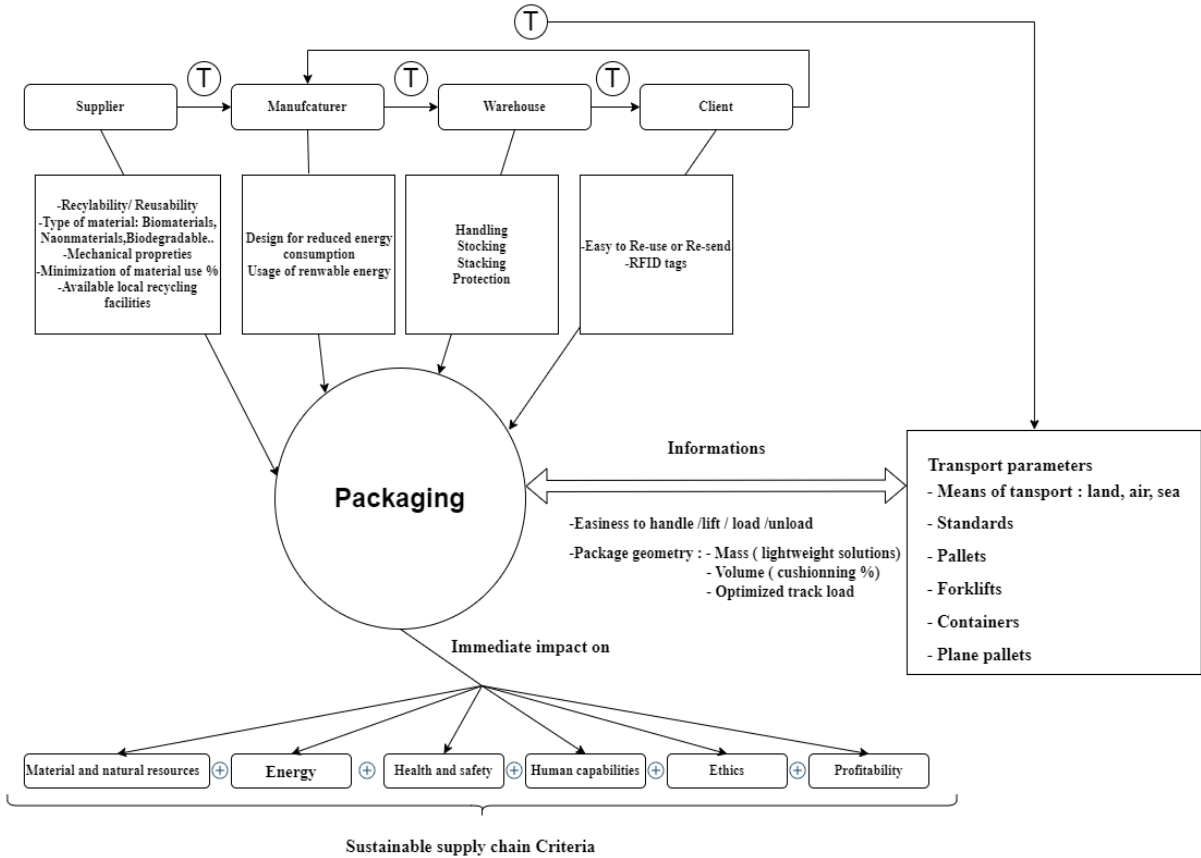 T
T
T
T
Supplier
Manufcaturer
Warehouse
Client
-Recylability/ Reusability
-Type of material: Biomaterials,
Naonmaterials,Biodegradable..
-Mechanical propreties
-Minimization of material use %
-Available local recycling
facilities
Design for reduced energy
consumption
Usage of renwable energy
Handling
Stocking
Stacking
Protection
-Easy to Re-use or Re-send
-RFID tags
Packaging
Informations
-Easiness to handle /lift / load /unload
-Package geometry : - Mass ( lightweight solutions)
- Volume ( cushionning %)
- Optimized track load
Transport parameters
- Means of tansport : land, air, sea
- Standards
- Pallets
- Forklifts
- Containers
- Plane pallets
Immediate impact on
Material and natural resources
Energy
Health and safety
Human capabilities
Ethics
Profitability
Sustainable supply chain Criteria